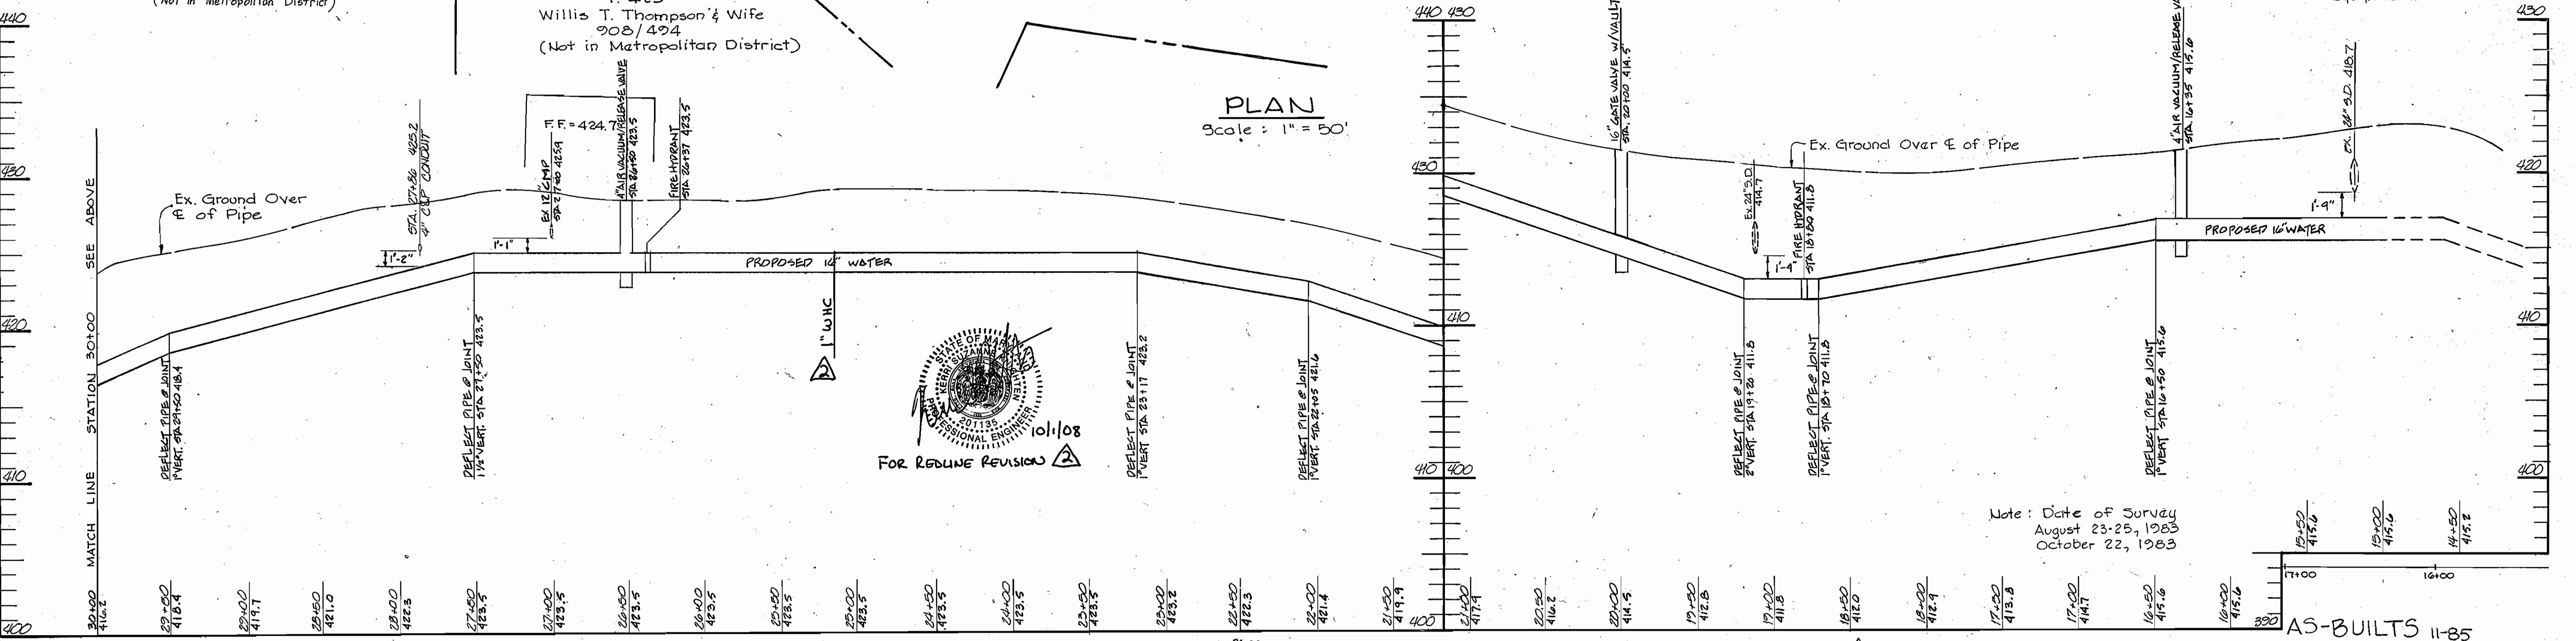 (Not in Metropolitan District)
Willis T. Thompson & Wife
908/494
(Not in Metropolitan District)
PLAN
Scale : 1" = 50'
440
430
420
410
400
440 430
430
410
410 400
400
430
420
410
400
390
MATCH LINE STATION 30+00 SEE ABOVE
Ex. Ground Over
℄ of Pipe
DEFLECT PIPE @ JOINT
1° VERT. STA 29+50 418.4
STA. 27+86 425.2
4" C&P CONDUIT
1'-2"
DEFLECT PIPE @ JOINT
1½° VERT. STA 27+50 423.5
1'-1"
EX 12" CMP
STA 27+00 425.9
F.F. = 424.7
4" AIR VACUUM/RELEASE VALVE
STA 26+50 423.5
FIRE HYDRANT
STA 26+37 423.5
PROPOSED 16" WATER
1" WHC
2
STATE OF MARYLAND
KERRI SUZANNE
PROFESSIONAL ENGINEER
201135
10/1/08
FOR REDLINE REVISION 2
DEFLECT PIPE @ JOINT
1° VERT STA 23+17 423.2
DEFLECT PIPE @ JOINT
1° VERT. STA 22+05 421.6
16" GATE VALVE W/VAULT
STA. 20+00 414.5
Ex. 24" S.D.
414.7
1'-4"
FIRE HYDRANT
STA 18+80 411.8
Ex. Ground Over ℄ of Pipe
DEFLECT PIPE @ JOINT
2° VERT. STA 19+20 411.8
DEFLECT PIPE @ JOINT
1° VERT. STA 18+70 411.8
4" AIR VACUUM/RELEASE
STA. 16+35 415.6
DEFLECT PIPE @ JOINT
1° VERT STA 16+50 415.6
1'-9"
EX. 24" S.D. 418.7
PROPOSED 16" WATER
Note : Date of Survey
August 23-25, 1983
October 22, 1983
30+00
416.2
29+50
418.4
29+00
419.7
28+50
421.0
28+00
422.3
27+50
423.5
27+00
423.5
26+50
423.5
26+00
423.5
25+50
423.5
25+00
423.5
24+50
423.5
24+00
423.5
23+50
423.5
23+00
423.2
22+50
422.3
22+00
421.4
21+50
419.9
21+00
417.9
20+50
416.2
20+00
414.5
19+50
412.8
19+00
411.8
18+50
412.0
18+00
412.9
17+50
413.8
17+00
414.7
16+50
415.6
16+00
415.6
15+50
415.6
15+00
415.6
14+50
415.2
17+00
16+00
AS-BUILTS 11-85